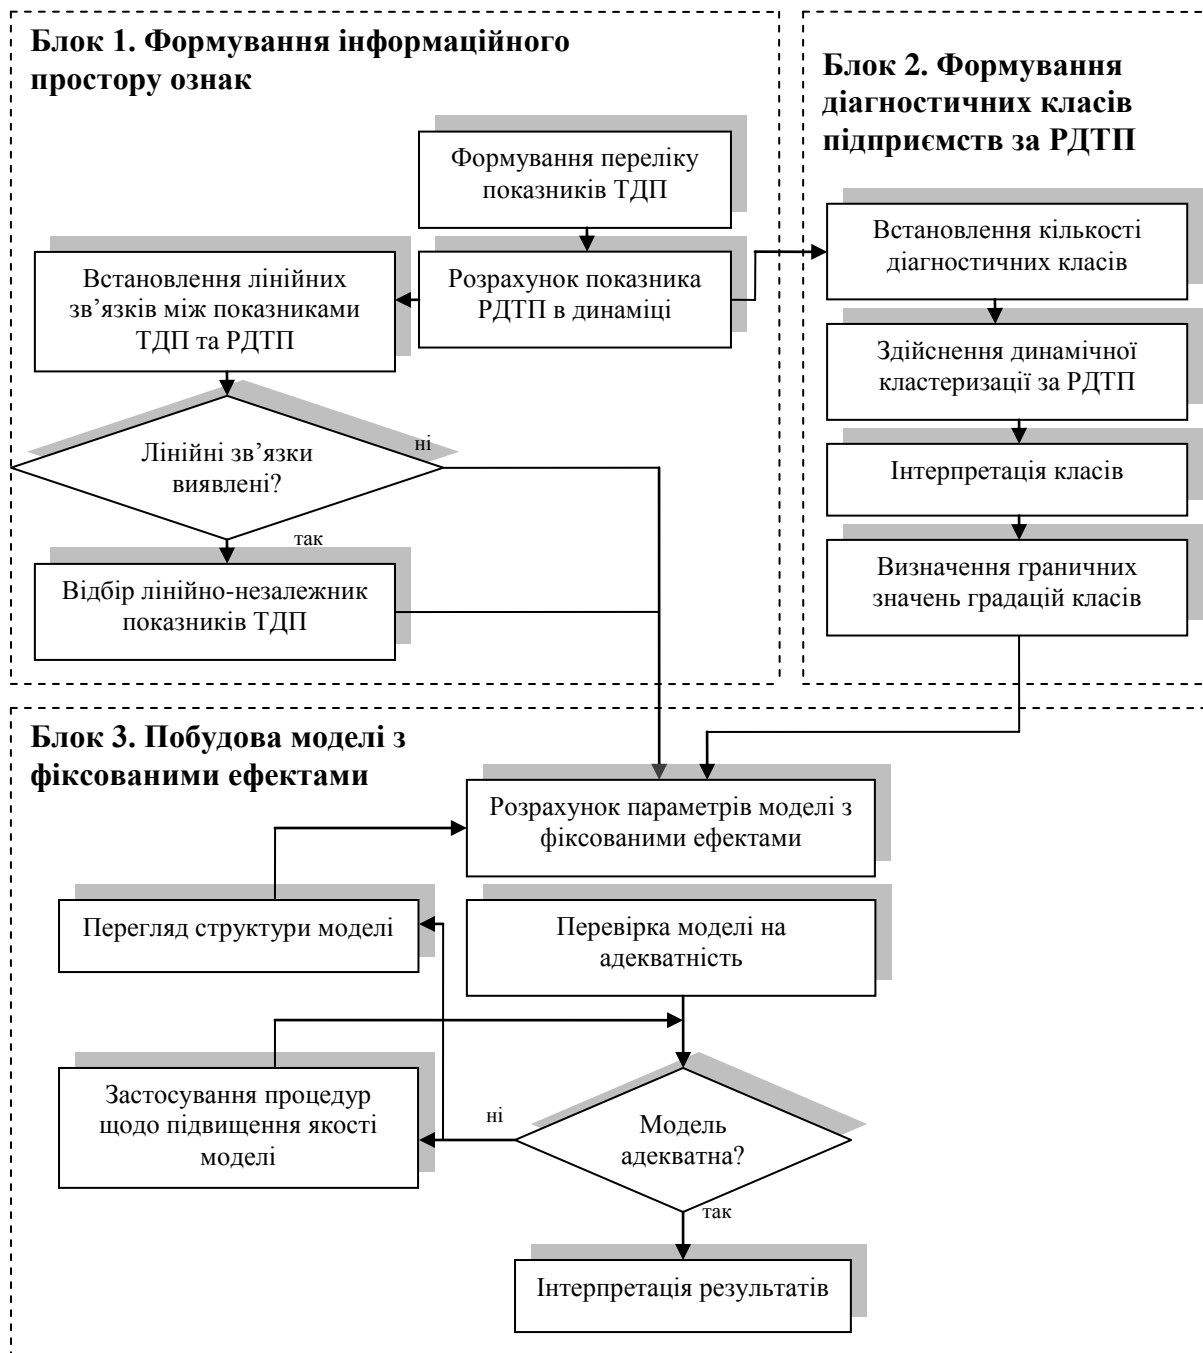 Блок 1. Формування інформаційного
простору ознак
Формування переліку
показників ТДП
Встановлення лінійних
зв’язків між показниками
ТДП та РДТП
Розрахунок показника
РДТП в динаміці
Лінійні зв’язки
виявлені?
ні
так
Відбір лінійно-незалежник
показників ТДП
Блок 2. Формування
діагностичних класів
підприємств за РДТП
Встановлення кількості
діагностичних класів
Здійснення динамічної
кластеризації за РДТП
Інтерпретація класів
Визначення граничних
значень градацій класів
Блок 3. Побудова моделі з
фіксованими ефектами
Розрахунок параметрів моделі з
фіксованими ефектами
Перегляд структури моделі
Перевірка моделі на
адекватність
Застосування процедур
щодо підвищення якості
моделі
ні
Модель
адекватна?
так
Інтерпретація результатів